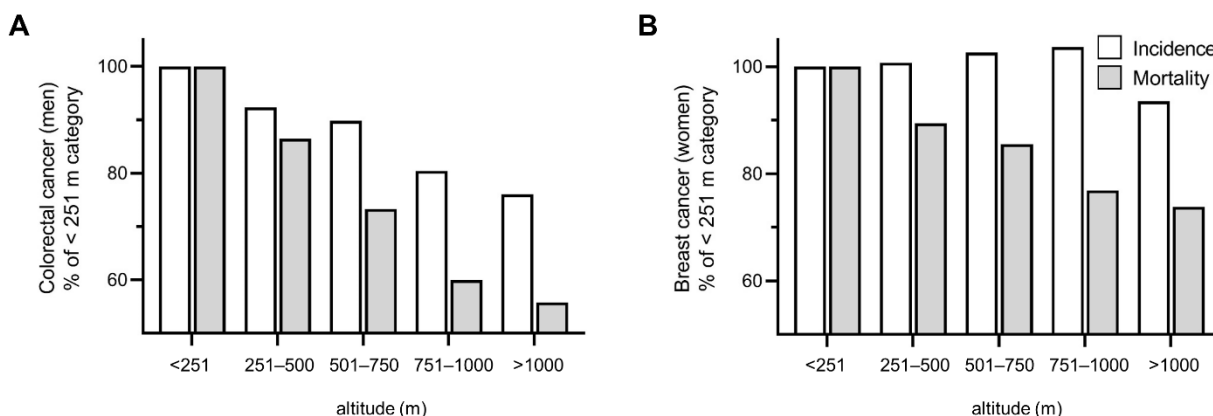 A
Colorectal cancer (men)
% of < 251 m category
100
80
60
<251
251–500
501–750
751–1000
>1000
altitude (m)
B
Breast cancer (women)
% of < 251 m category
100
80
60
Incidence
Mortality
<251
251–500
501–750
751–1000
>1000
altitude (m)